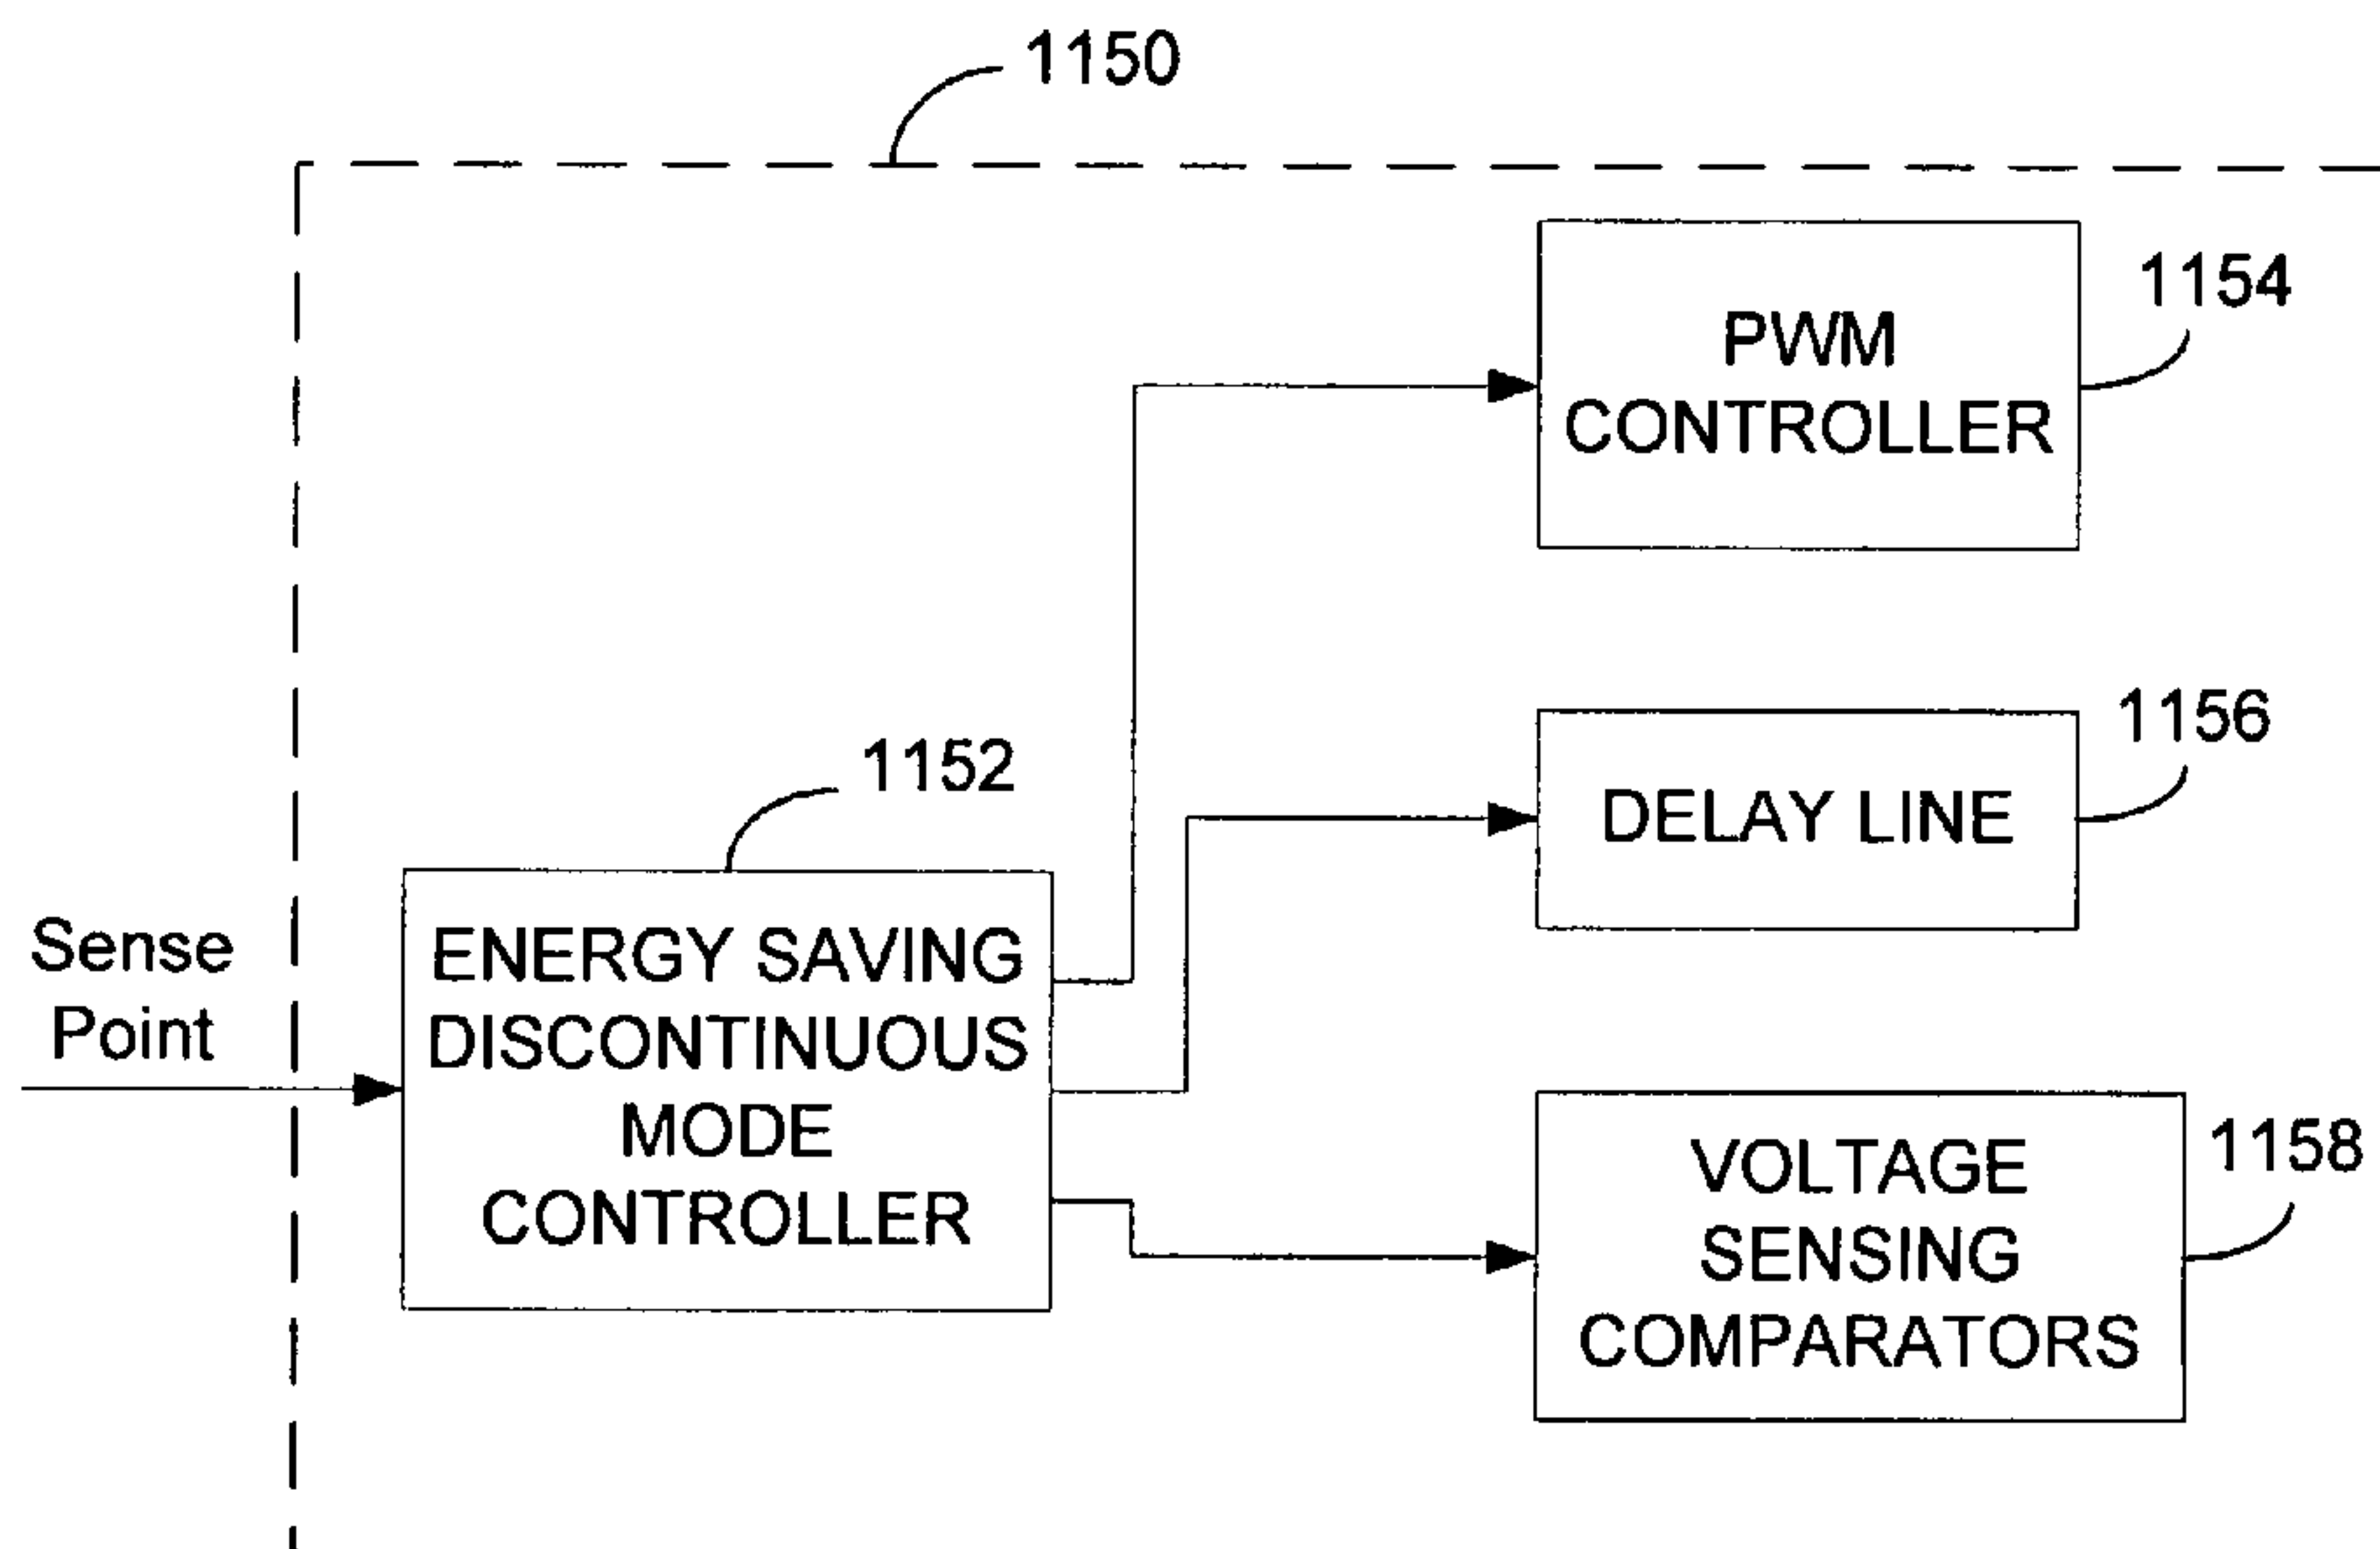 1150
1154
PWM
CONTROLLER
1156
DELAY LINE
1152
Sense
Point
ENERGY SAVING
DISCONTINUOUS
MODE
CONTROLLER
1158
VOLTAGE
SENSING
COMPARATORS